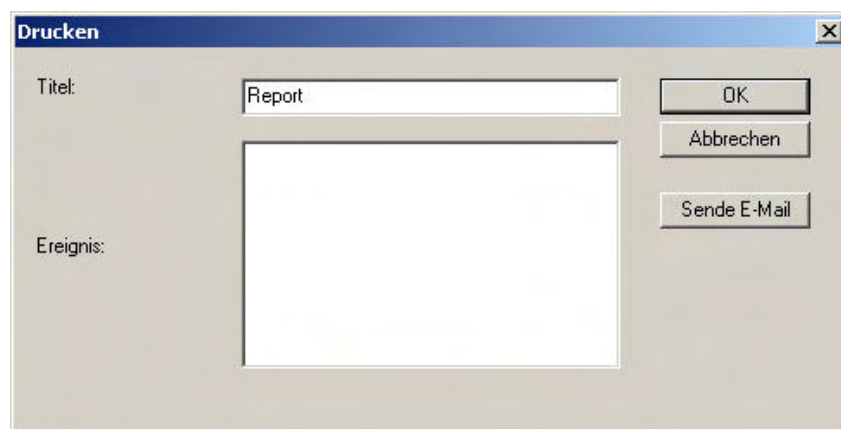 Drucken
Titel:
Report
OK
Abbrechen
Sende E-Mail
Ereignis: